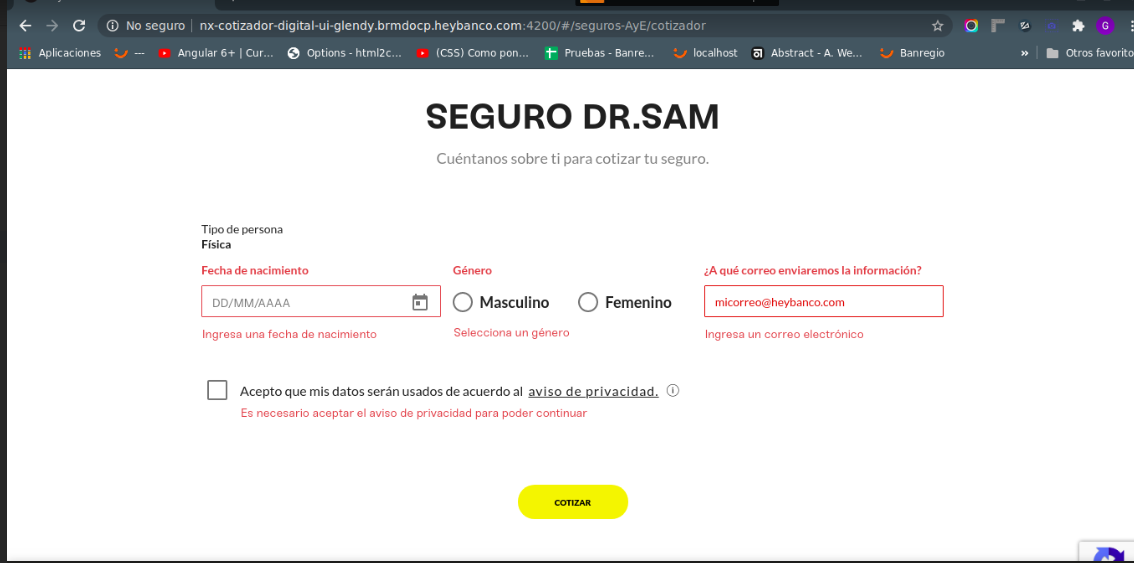 No seguro | nx-cotizador-digital-ui-glendy.brmdocp.heybanco.com:4200/#/seguros-AyE/cotizador
G
Aplicaciones
---
Angular 6+ | Cur...
Options - html2c...
(CSS) Como pon...
Pruebas - Banre...
localhost
Abstract - A. We...
Banregio
»
Otros favorito
SEGURO DR.SAM
Cuéntanos sobre ti para cotizar tu seguro.
Tipo de persona
Física
Fecha de nacimiento
DD/MM/AAAA
Ingresa una fecha de nacimiento
Género
Masculino
Femenino
Selecciona un género
¿A qué correo enviaremos la información?
micorreo@heybanco.com
Ingresa un correo electrónico
Acepto que mis datos serán usados de acuerdo al aviso de privacidad.
Es necesario aceptar el aviso de privacidad para poder continuar
COTIZAR